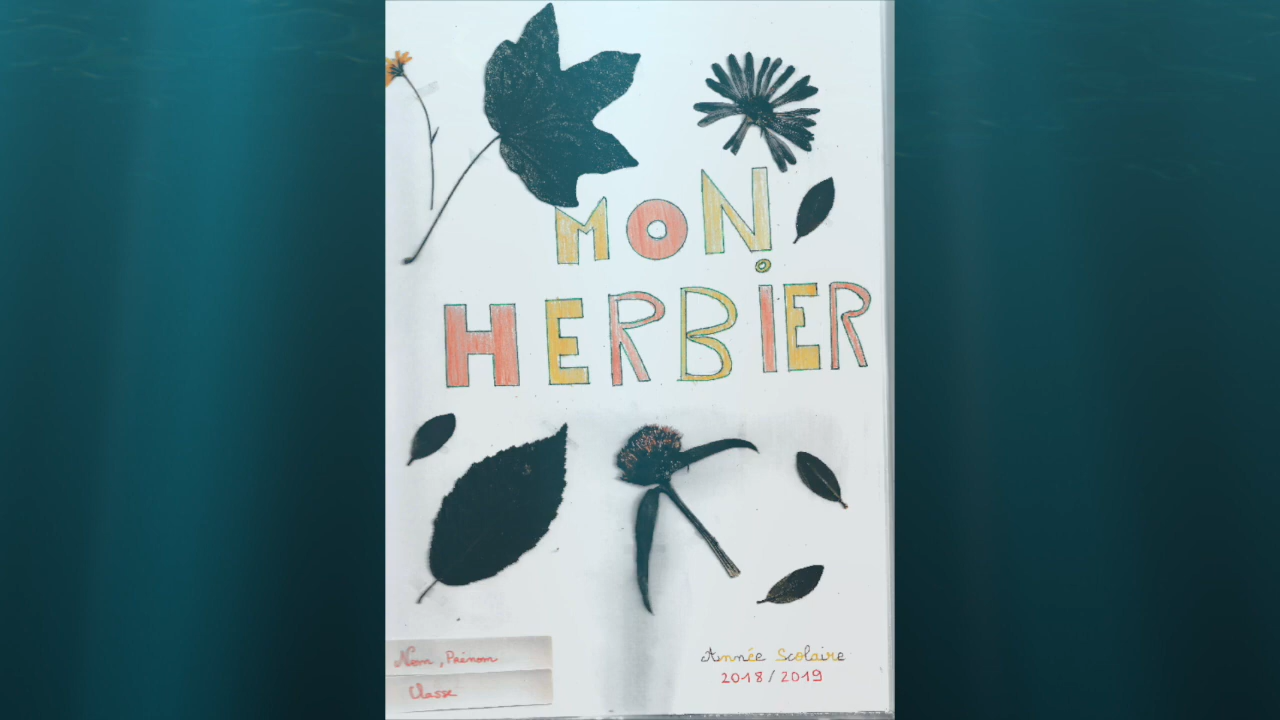 MON
HERBiER
Nom, Prénom
Classe
Année Scolaire
2018/2019